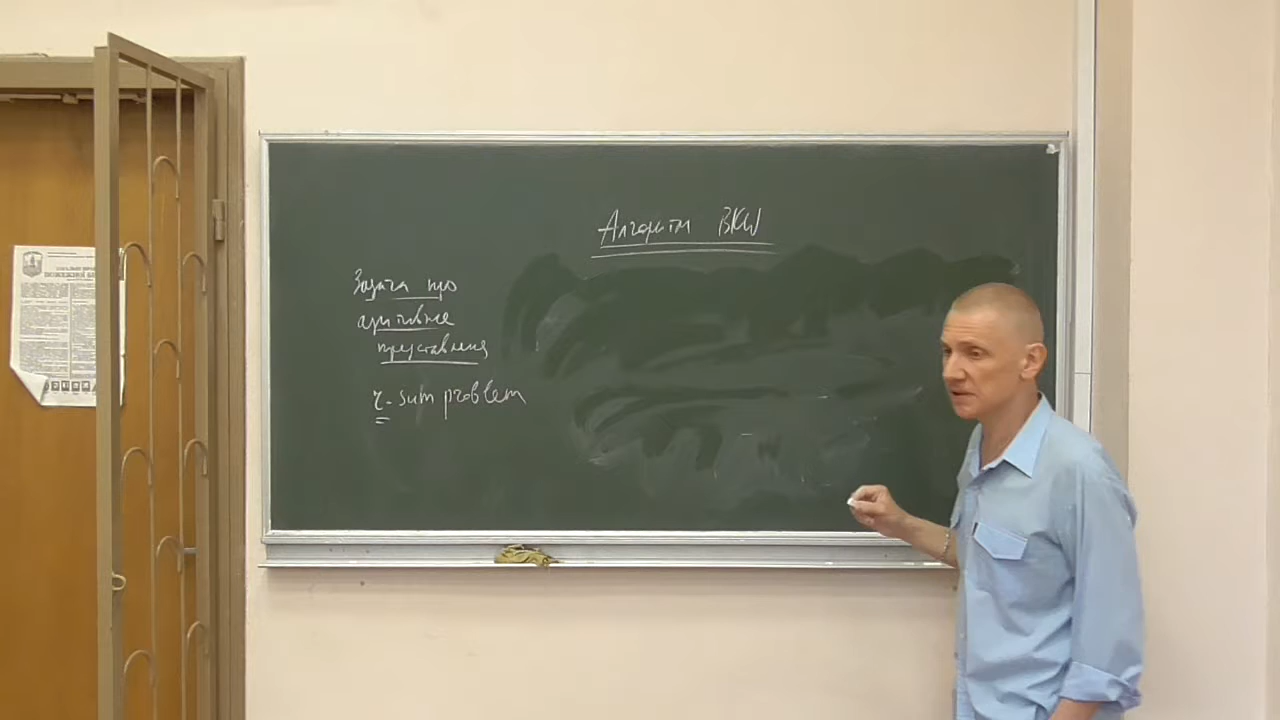 Алгоритм BKW
Задача про
адитивне
представлення
r-sum problem